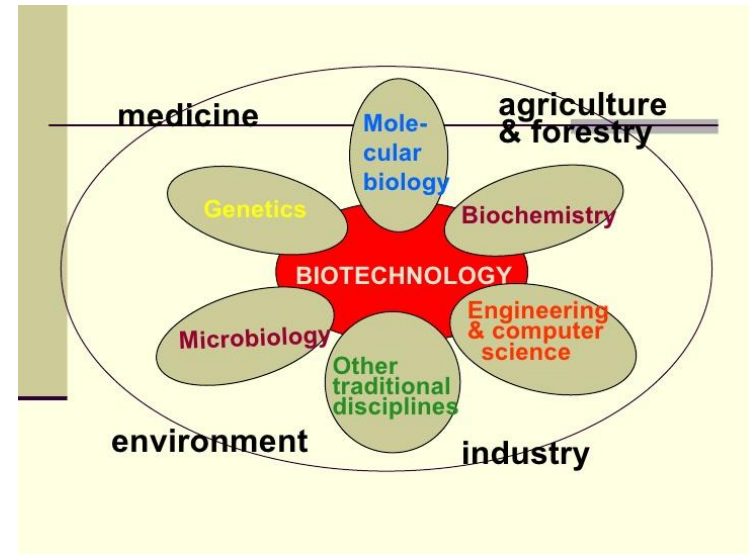 medicine
agriculture
& forestry
Mole-
cular
biology
Genetics
Biochemistry
BIOTECHNOLOGY
Microbiology
Engineering
& computer
science
Other
traditional
disciplines
environment
industry